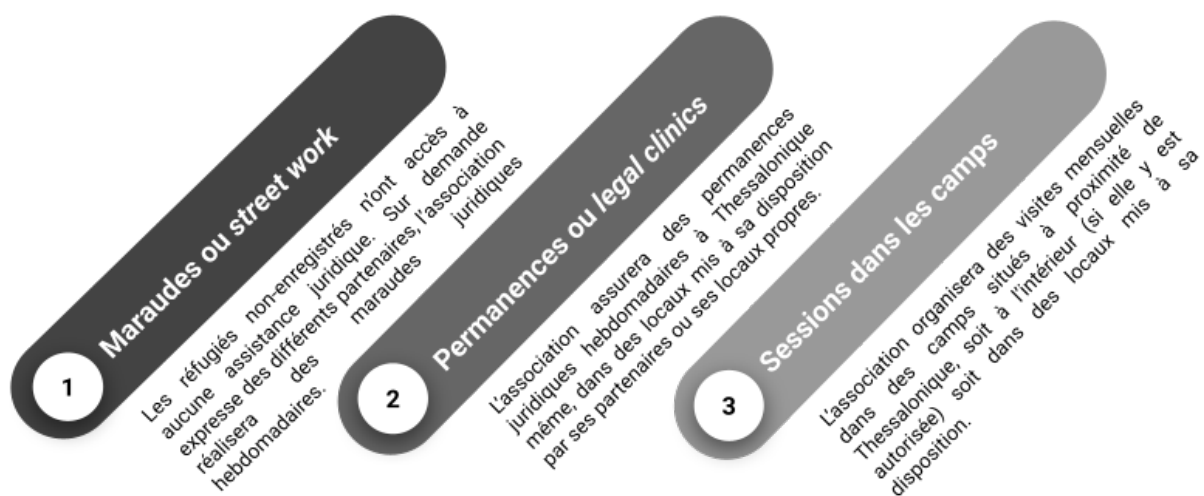 1
Maraudes ou street work
Les réfugiés non-enregistrés n'ont accès à
aucune assistance juridique. Sur demande
expresse des différents partenaires, l'association
réalisera des maraudes juridiques
hebdomadaires.
2
Permanences ou legal clinics
L'association assurera des permanences
juridiques hebdomadaires à Thessalonique
même, dans des locaux mis à sa disposition
par ses partenaires ou ses locaux propres.
3
Sessions dans les camps
L'association organisera des visites mensuelles
dans des camps situés à proximité de
Thessalonique, soit à l'intérieur (si elle y est
autorisée) soit dans des locaux mis à sa
disposition.